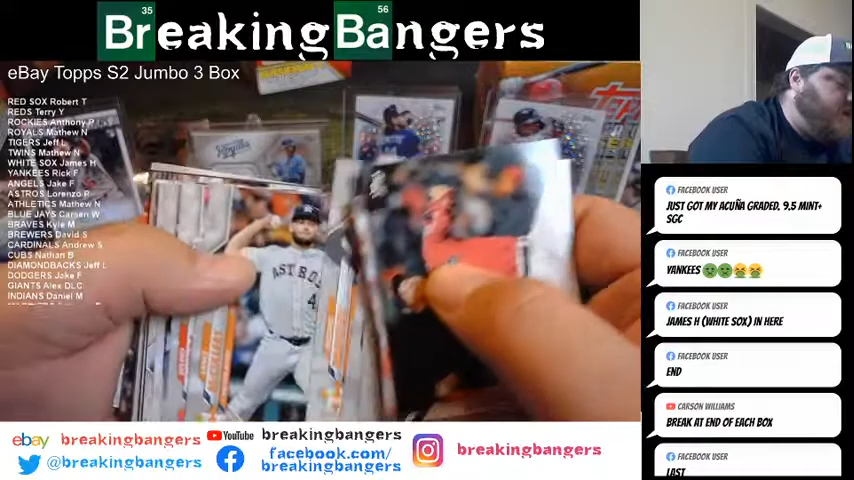 35
56
BreakingBangers
eBay Topps S2 Jumbo 3 Box
RED SOX Robert T
REDS Terry Y
ROCKIES Anthony P
ROYALS Mathew N
TIGERS Jeff L
TWINS Mathew N
WHITE SOX James H
YANKEES Rick F
ANGELS Jake F
ASTROS Lorenzo P
ATHLETICS Mathew N
BLUE JAYS Carson W
BRAVES Kyle M
BREWERS David S
CARDINALS Andrew S
CUBS Nathan B
DIAMONDBACKS Jeff L
DODGERS Jake F
GIANTS Alex DLC
INDIANS Daniel M
Royals
ASTROS
4
FACEBOOK USER
JUST GOT MY ACUÑA GRADED. 9.5 MINT+
SGC
FACEBOOK USER
YANKEES 🤢🤢🤮🤮
FACEBOOK USER
JAMES H (WHITE SOX) IN HERE
FACEBOOK USER
END
CARSON WILLIAMS
BREAK AT END OF EACH BOX
FACEBOOK USER
LAST
ebay breakingbangers
YouTube breakingbangers
@breakingbangers
facebook.com/
breakingbangers
breakingbangers